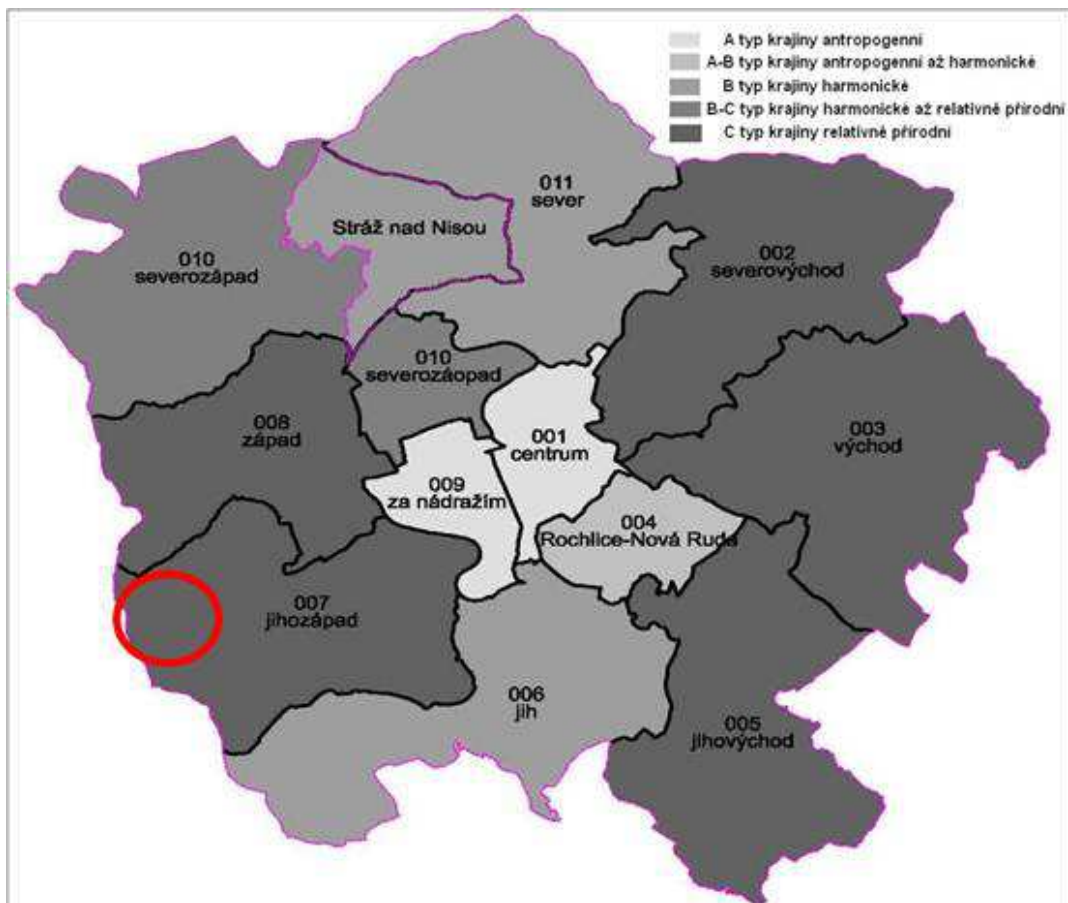 A typ krajiny antropogenní
A-B typ krajiny antropogenní až harmonické
B typ krajiny harmonické
B-C typ krajiny harmonické až relativně přírodní
C typ krajiny relativně přírodní
011
sever
Stráž nad Nisou
002
severovýchod
010
severozápad
010
severozáopad
008
západ
001
centrum
003
východ
009
za nádražím
004
Rochlice-Nová Ruda
007
jihozápad
006
jih
005
jihovýchod